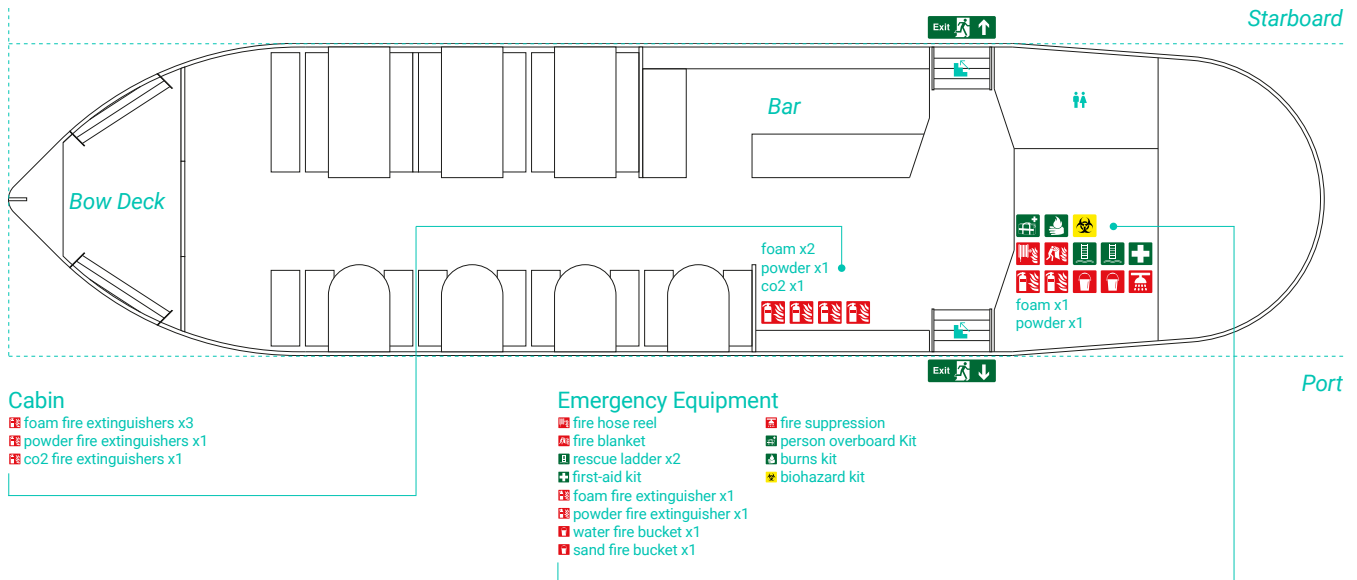 Exit
Starboard
Bar
Bow Deck
foam x2
powder x1
co2 x1
foam x1
powder x1
Exit
Port
Cabin
foam fire extinguishers x3
powder fire extinguishers x1
co2 fire extinguishers x1
Emergency Equipment
fire hose reel
fire blanket
rescue ladder x2
first-aid kit
foam fire extinguisher x1
powder fire extinguisher x1
water fire bucket x1
sand fire bucket x1
fire suppression
person overboard Kit
burns kit
biohazard kit